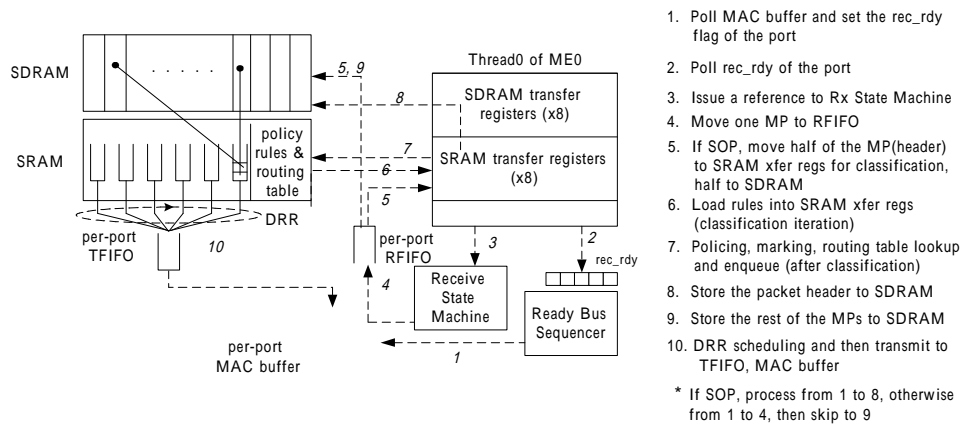 SDRAM
. . . . .
5, 9
8
Thread0 of ME0
SDRAM transfer
registers (x8)
SRAM
policy
rules &
routing
table
7
6
5
SRAM transfer registers
(x8)
DRR
per-port
TFIFO
10
per-port
RFIFO
4
3
2
rec_rdy
Receive
State
Machine
Ready Bus
Sequencer
1
per-port
MAC buffer
1. Poll MAC buffer and set the rec_rdy
flag of the port
2. Poll rec_rdy of the port
3. Issue a reference to Rx State Machine
4. Move one MP to RFIFO
5. If SOP, move half of the MP(header)
to SRAM xfer regs for classification,
half to SDRAM
6. Load rules into SRAM xfer regs
(classification iteration)
7. Policing, marking, routing table lookup
and enqueue (after classification)
8. Store the packet header to SDRAM
9. Store the rest of the MPs to SDRAM
10. DRR scheduling and then transmit to
TFIFO, MAC buffer
* If SOP, process from 1 to 8, otherwise
from 1 to 4, then skip to 9